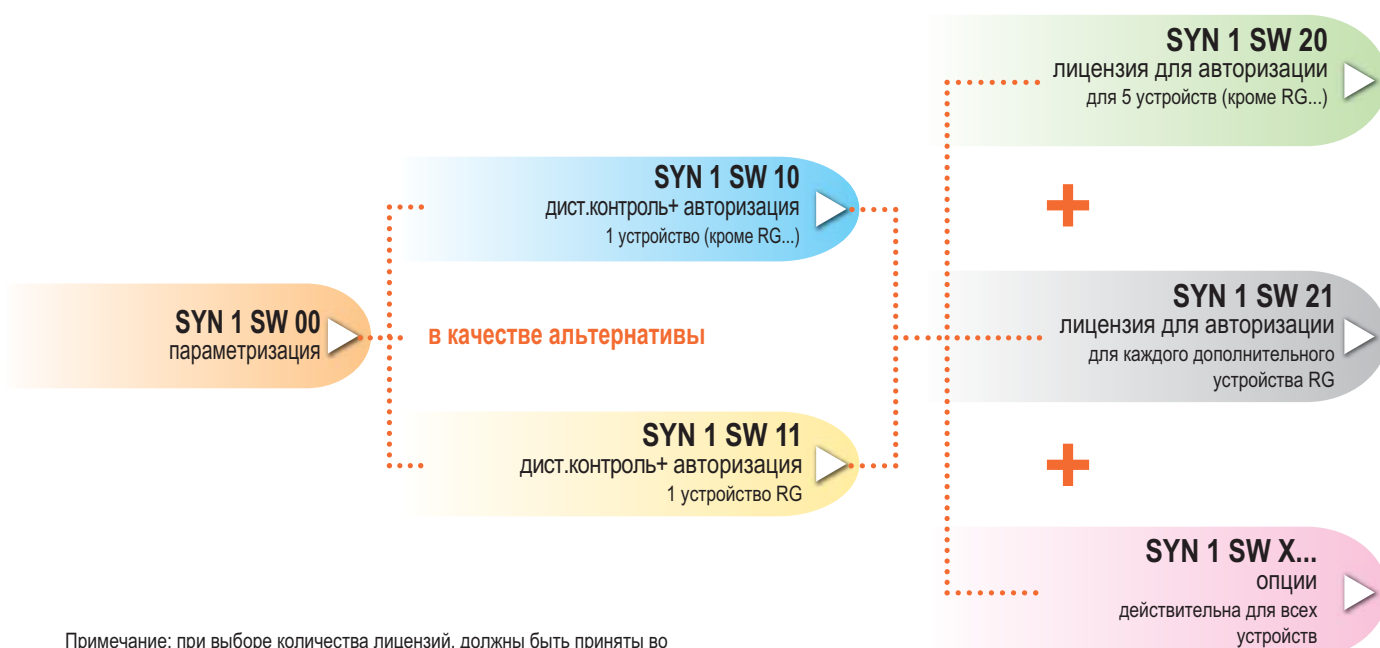 SYN 1 SW 20
лицензия для авторизации
для 5 устройств (кроме RG...)
SYN 1 SW 10
дист.контроль+ авторизация
1 устройство (кроме RG...)
+
SYN 1 SW 00
параметризация
в качестве альтернативы
SYN 1 SW 21
лицензия для авторизации
для каждого дополнительного
устройства RG
SYN 1 SW 11
дист.контроль+ авторизация
1 устройство RG
+
SYN 1 SW X...
опции
действительна для всех
устройств
Примечание: при выборе количества лицензий, должны быть приняты во